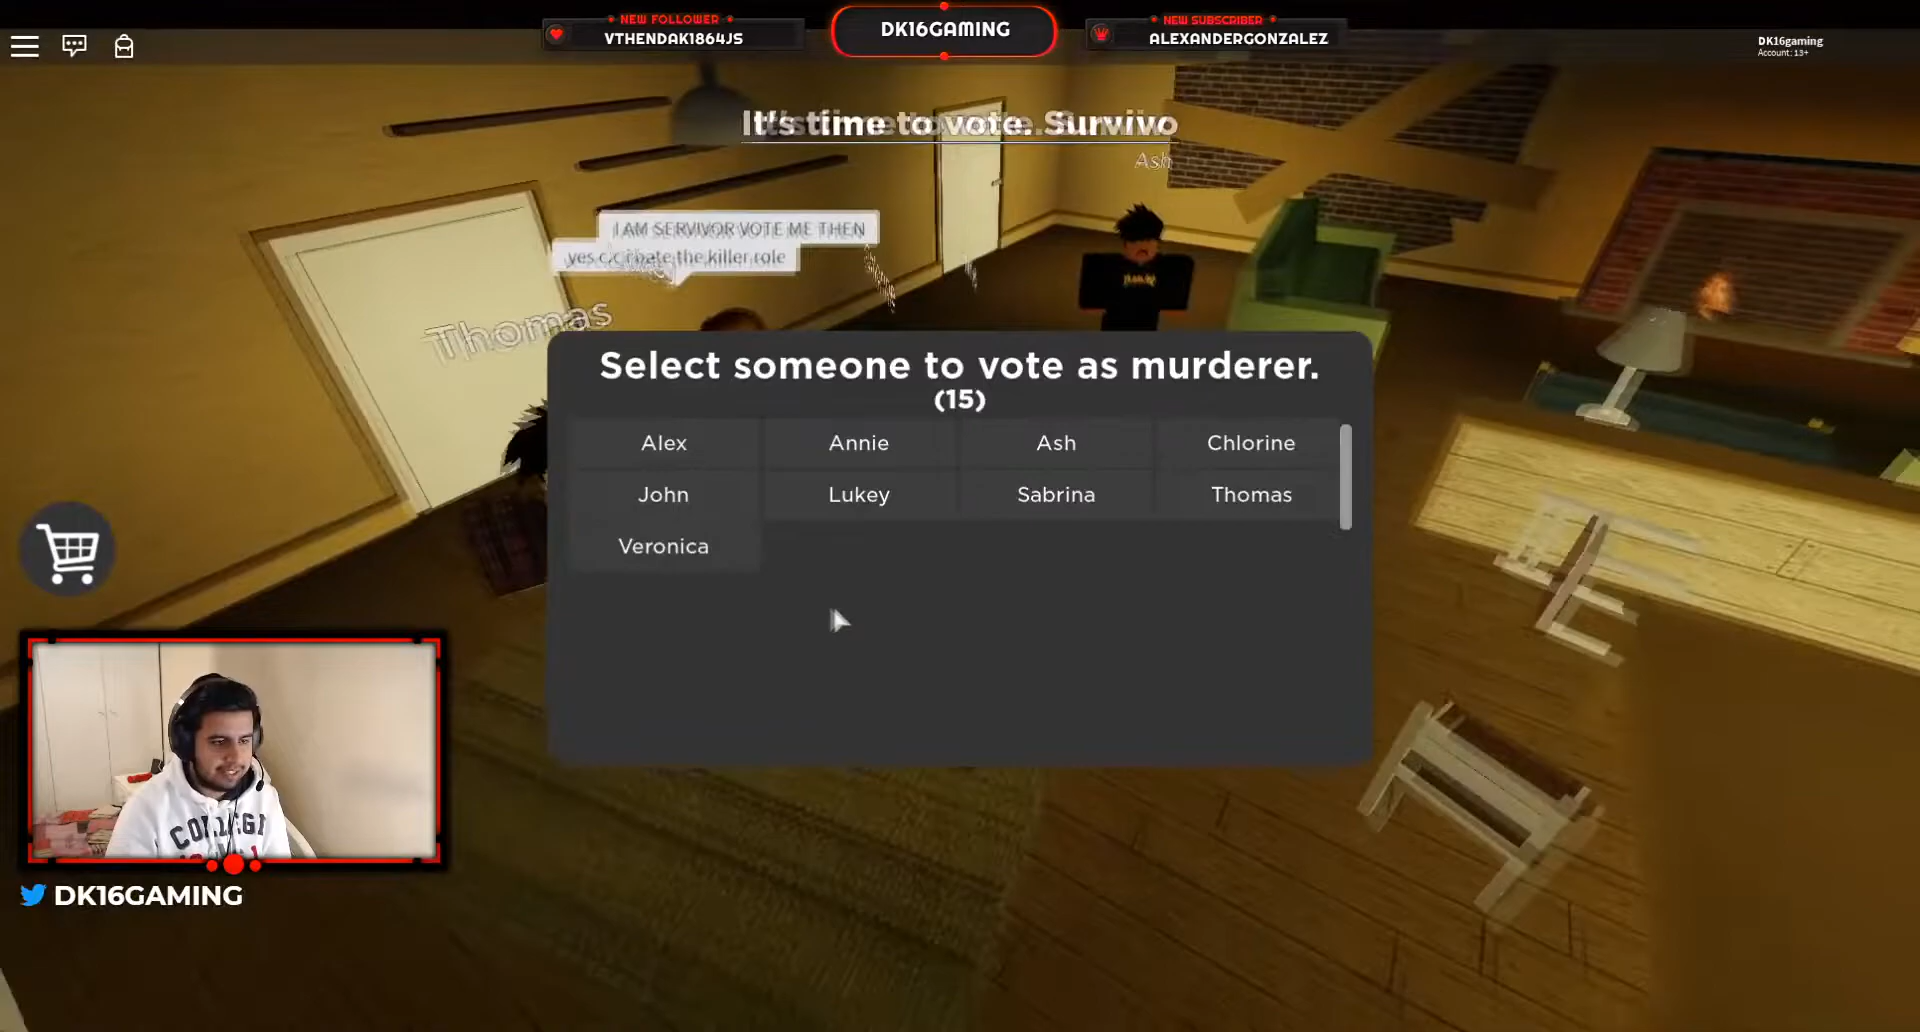 NEW FOLLOWER
VTHENDAK1864JS
DK16GAMING
NEW SUBSCRIBER
ALEXANDERGONZALEZ
DK16gaming
Account: 13+
It's time to vote. Survivo
Ash
I AM SERVIVOR VOTE ME THEN
the killer role
Thomas
Select someone to vote as murderer.
(15)
Alex
Annie
Ash
Chlorine
John
Lukey
Sabrina
Thomas
Veronica
DK16GAMING